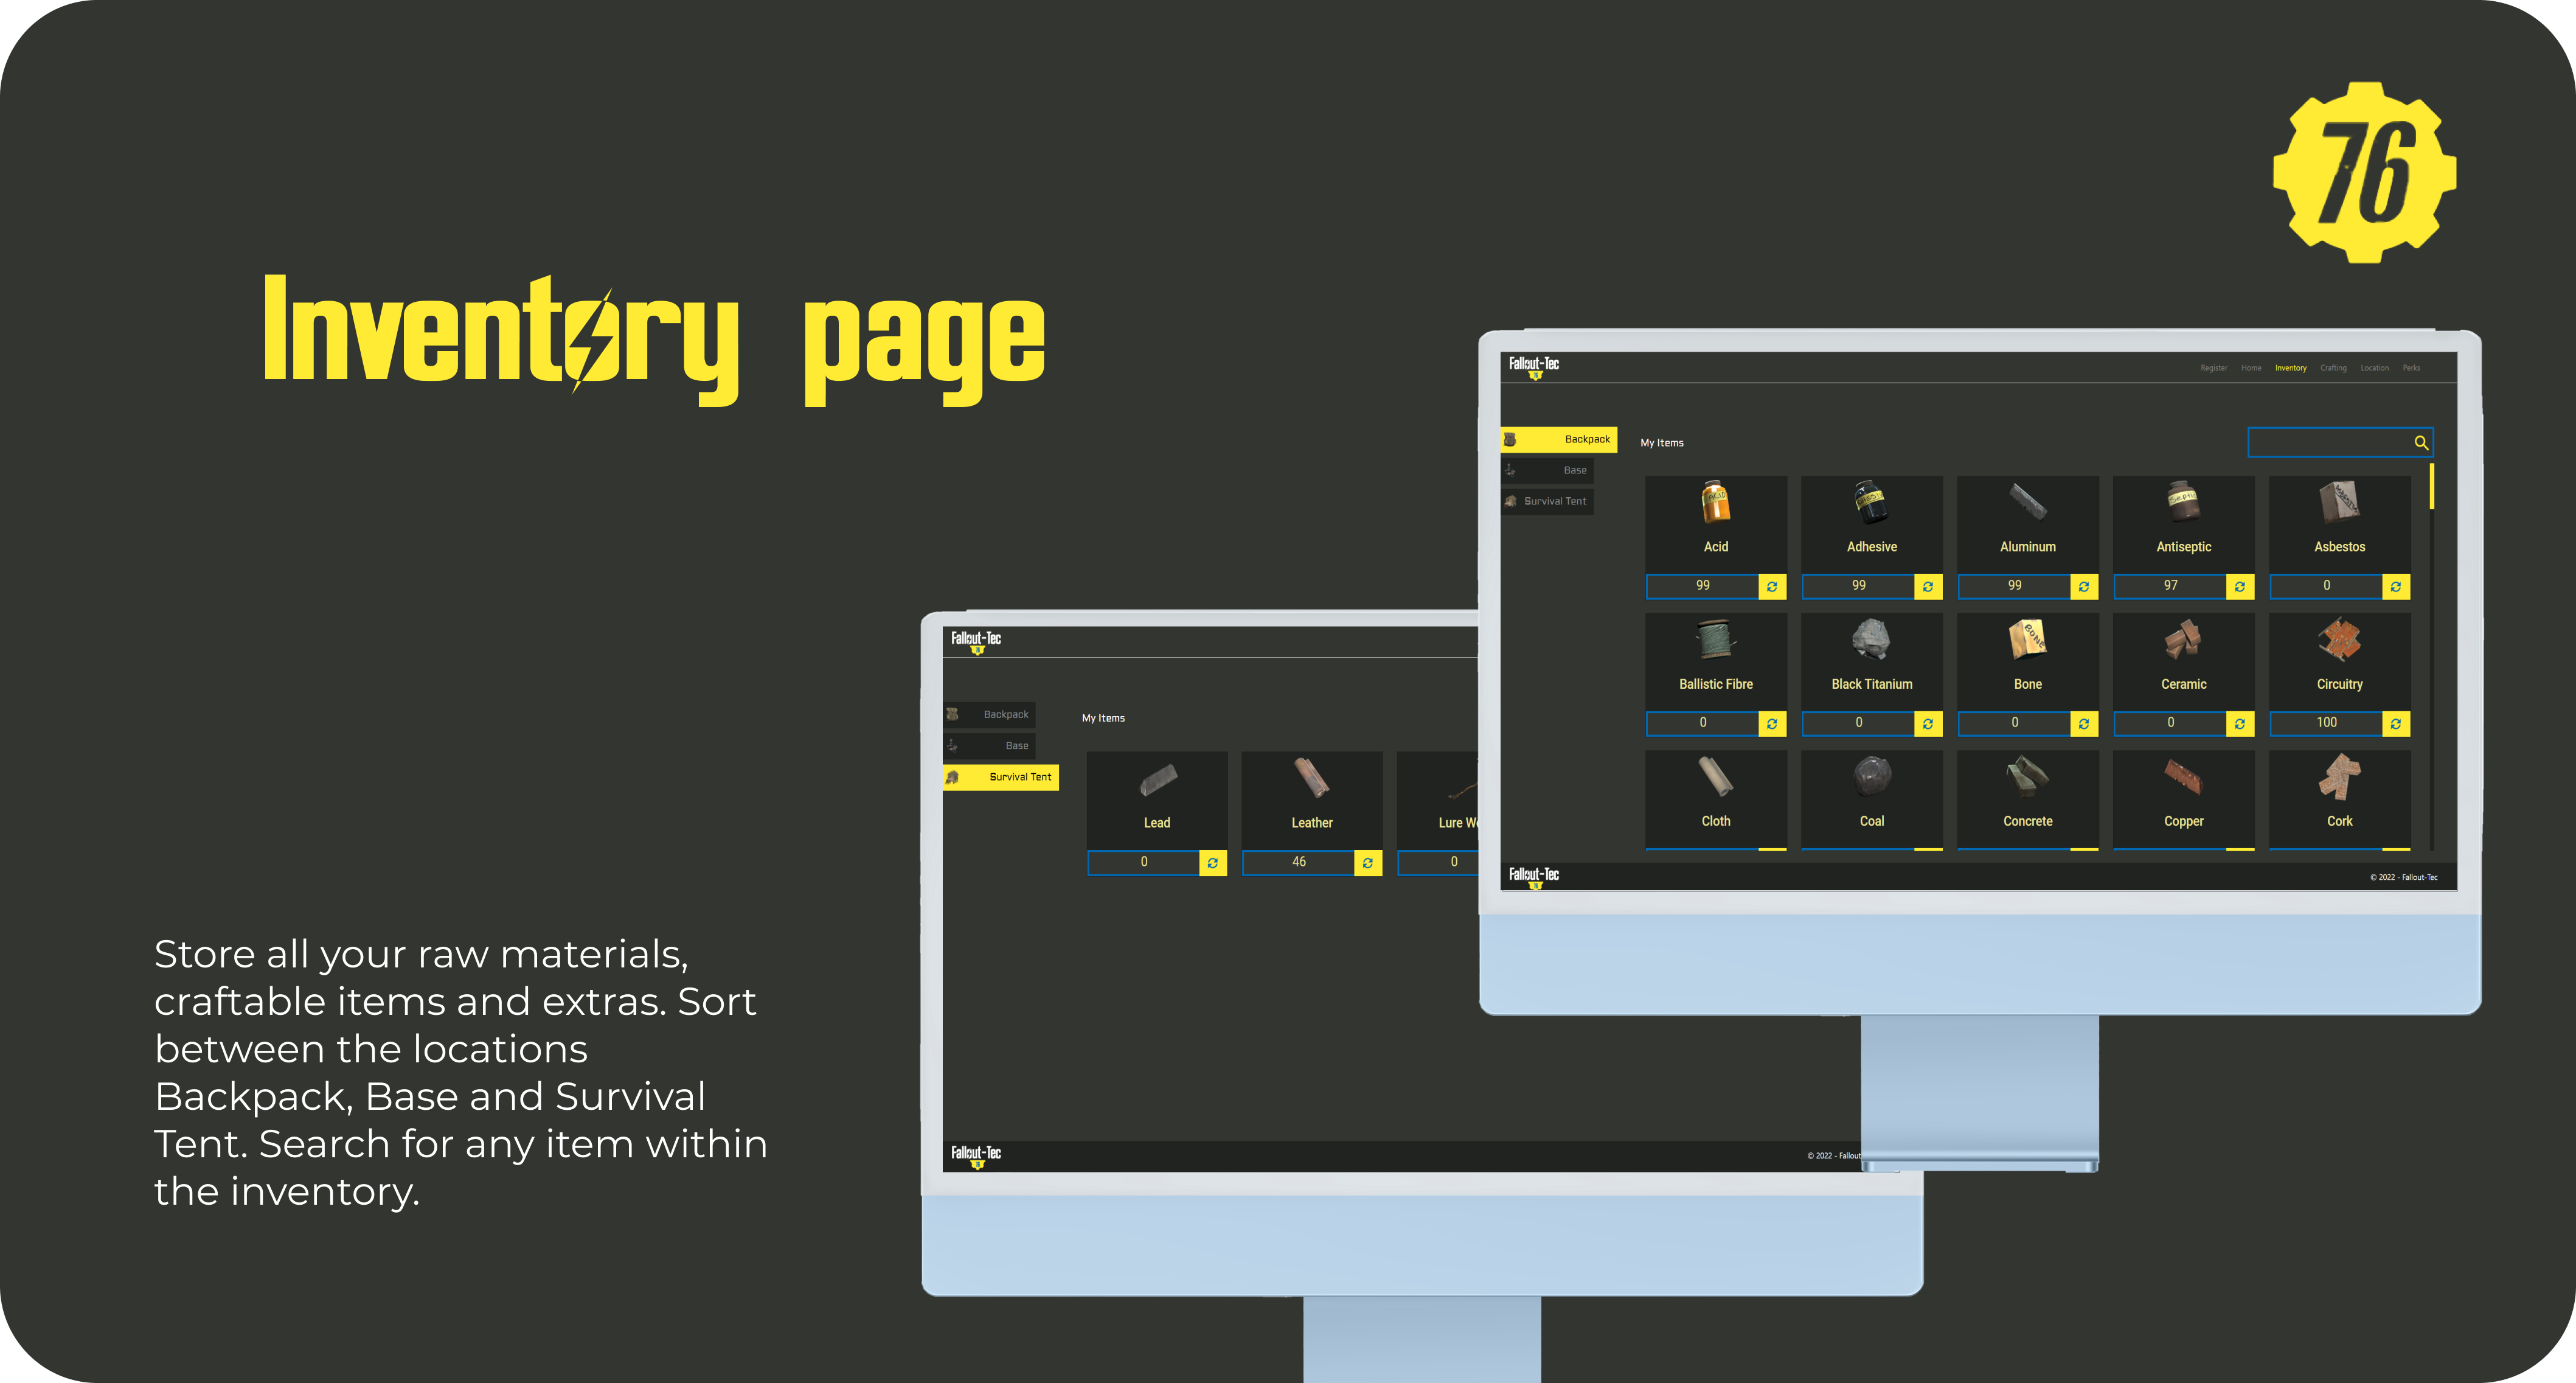 76
Inventory page
Store all your raw materials,
craftable items and extras. Sort
between the locations
Backpack, Base and Survival
Tent. Search for any item within
the inventory.
Fallout-Tec
Backpack
Base
Survival Tent
My Items
Lead
Leather
0
46
0
Lure
Fallout-Tec
© 2022 - Fallout
Fallout-Tec
Register Home Inventory Crafting Location Perks
Backpack
Base
Survival Tent
My Items
Acid Adhesive Aluminum Antiseptic Asbestos
99 99 99 97 0
Ballistic Fibre Black Titanium Bone Ceramic Circuitry
0 0 0 0 100
Cloth Coal Concrete Copper Cork
Fallout-Tec
© 2022 - Fallout-Tec